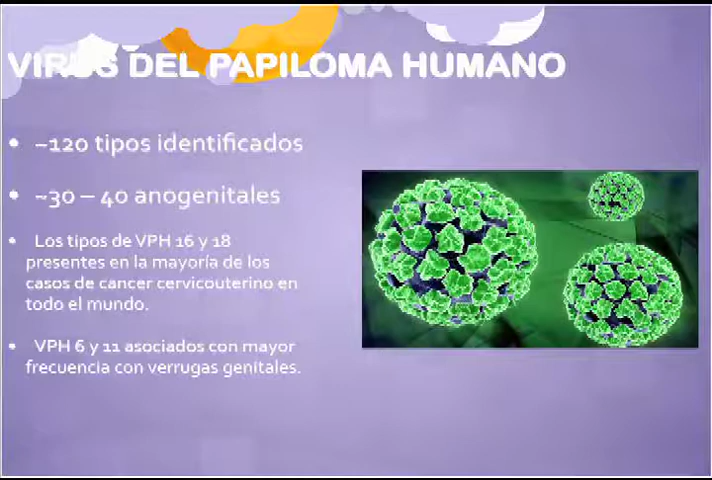 VIRUS DEL PAPILOMA HUMANO
~120 tipos identificados
~30 – 40 anogenitales
Los tipos de VPH 16 y 18
presentes en la mayoría de los
casos de cancer cervicouterino en
todo el mundo.
VPH 6 y 11 asociados con mayor
frecuencia con verrugas genitales.